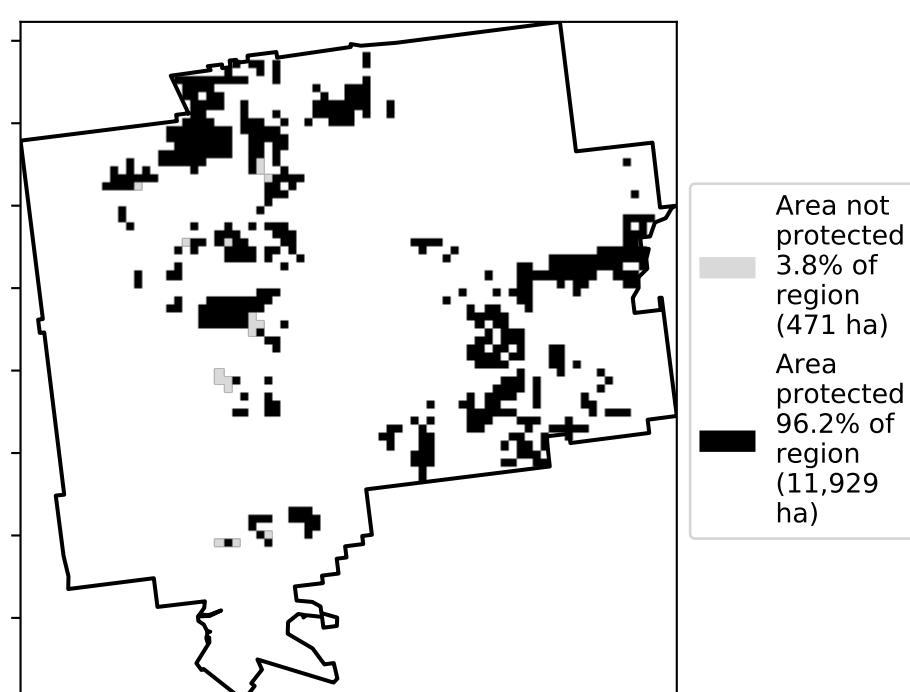 Area not
protected
3.8% of
region
(471 ha)
Area
protected
96.2% of
region
(11,929
ha)